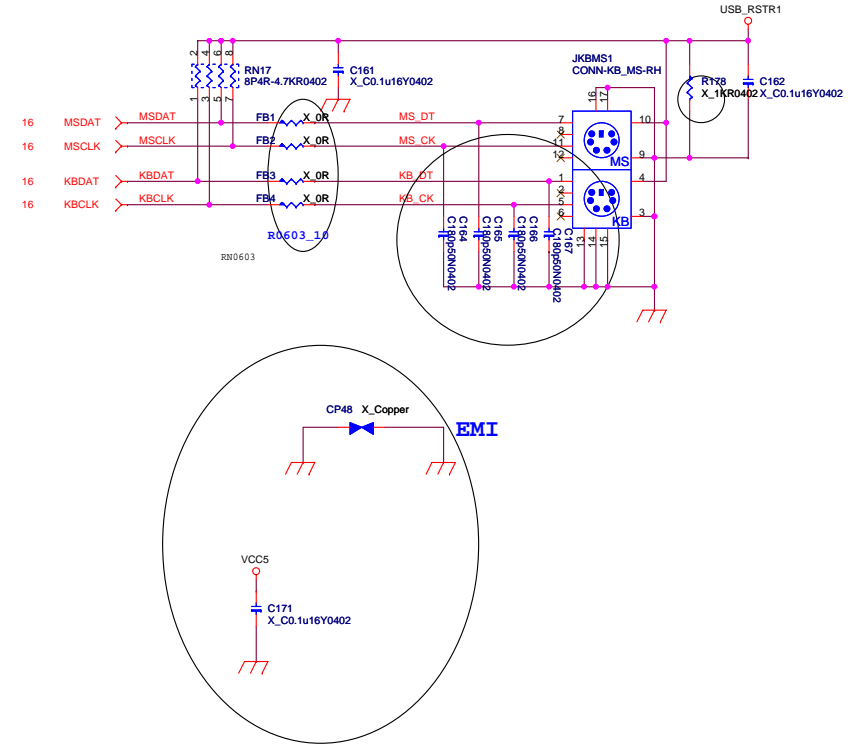 USB_RSTR1
2
4
6
8
RN17
8P4R-4.7KR0402
1
3
5
7
C161
X_C0.1u16Y0402
JKBMS1
CONN-KB_MS-RH
R178
X_1KR0402
C162
X_C0.1u16Y0402
16 MSDAT MSDAT FB1 X_0R MS_DT 7
16 MSCLK MSCLK FB2 X_0R MS_CK 11
16 KBDAT KBDAT FB3 X_0R KB_DT 1
16 KBCLK KBCLK FB4 X_0R KB_CK 5
8
12
2
6
16
17
10
9
4
3
MS
KB
13
14
15
R0603_10
RN0603
C164
C180p50N0402
C165
C180p50N0402
C166
C180p50N0402
C167
C180p50N0402
CP48 X_Copper
EMI
VCC5
C171
X_C0.1u16Y0402